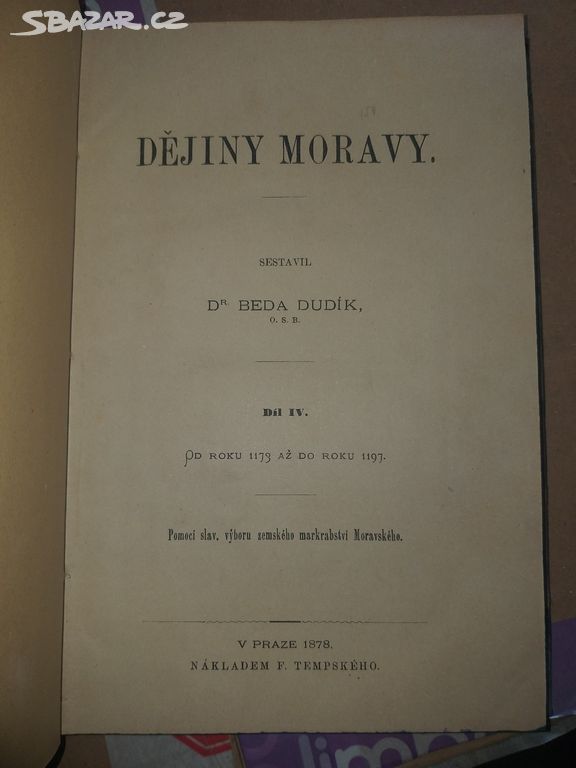 SBAZAR.CZ
DĚJINY MORAVY.
SESTAVIL
DR. BEDA DUDÍK,
O. S. B.
Díl IV.
OD ROKU 1173 AŽ DO ROKU 1197.
Pomocí slav. výboru zemského markrabství Moravského.
V PRAZE 1878.
NÁKLADEM F. TEMPSKÉHO.